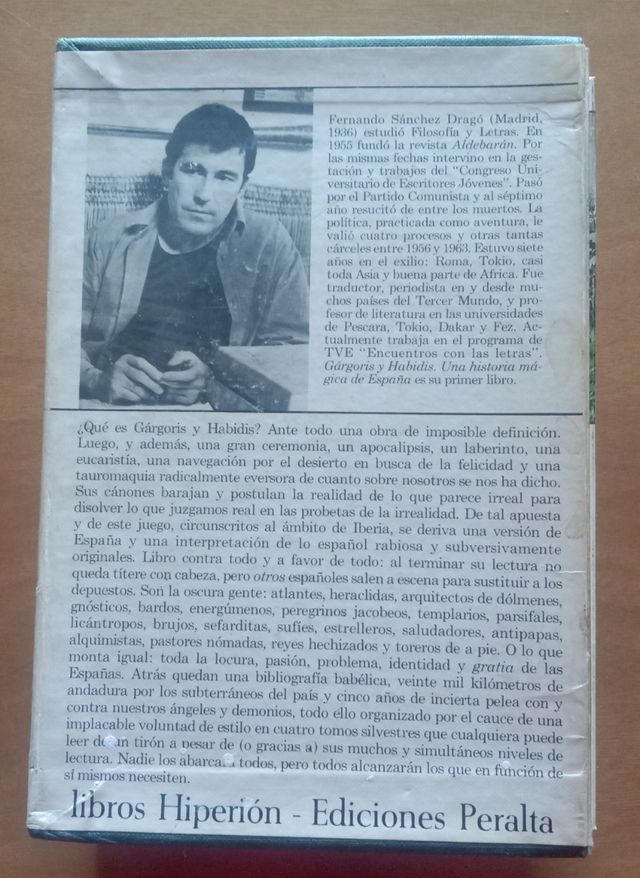 Fernando Sánchez Dragó (Madrid,
1936) estudió Filosofía y Letras. En
1955 fundó la revista Aldebarán. Por
las mismas fechas intervino en la ges-
tación y trabajos del "Congreso Uni-
versitario de Escritores Jóvenes". Pasó
por el Partido Comunista y al séptimo
año resucitó de entre los muertos. La
política, practicada como aventura, le
valió cuatro procesos y otras tantas
cárceles entre 1956 y 1963. Estuvo siete
años en el exilio: Roma, Tokio, casi
toda Asia y buena parte de Africa. Fue
traductor, periodista en y desde mu-
chos países del Tercer Mundo, y pro-
fesor de literatura en las universidades
de Pescara, Tokio, Dakar y Fez. Ac-
tualmente trabaja en el programa de
TVE "Encuentros con las letras".
Gárgoris y Habidis. Una historia má-
gica de España es su primer libro.
¿Qué es Gárgoris y Habidis? Ante todo una obra de imposible definición.
Luego, y además, una gran ceremonia, un apocalipsis, un laberinto, una
eucaristía, una navegación por el desierto en busca de la felicidad y una
tauromaquia radicalmente eversora de cuanto sobre nosotros se nos ha dicho.
Sus cánones barajan y postulan la realidad de lo que parece irreal para
disolver lo que juzgamos real en las probetas de la irrealidad. De tal apuesta
y de este juego, circunscritos al ámbito de Iberia, se deriva una versión de
España y una interpretación de lo español rabiosa y subversivamente
originales. Libro contra todo y a favor de todo: al terminar su lectura no
queda títere con cabeza, pero otros españoles salen a escena para sustituir a los
depuestos. Son la oscura gente: atlantes, heraclidas, arquitectos de dólmenes,
gnósticos, bardos, energúmenos, peregrinos jacobeos, templarios, parsifales,
licántropos, brujos, sefarditas, sufíes, estrelleros, saludadores, antipapas,
alquimistas, pastores nómadas, reyes hechizados y toreros de a pie. O lo que
monta igual: toda la locura, pasión, problema, identidad y gratia de las
Españas. Atrás quedan una bibliografía babélica, veinte mil kilómetros de
andadura por los subterráneos del país y cinco años de incierta pelea con y
contra nuestros ángeles y demonios, todo ello organizado por el cauce de una
implacable voluntad de estilo en cuatro tomos silvestres que cualquiera puede
leer de un tirón a pesar de (o gracias a) sus muchos y simultáneos niveles de
lectura. Nadie los abarcará todos, pero todos alcanzarán los que en función de
sí mismos necesiten.
libros Hiperión - Ediciones Peralta